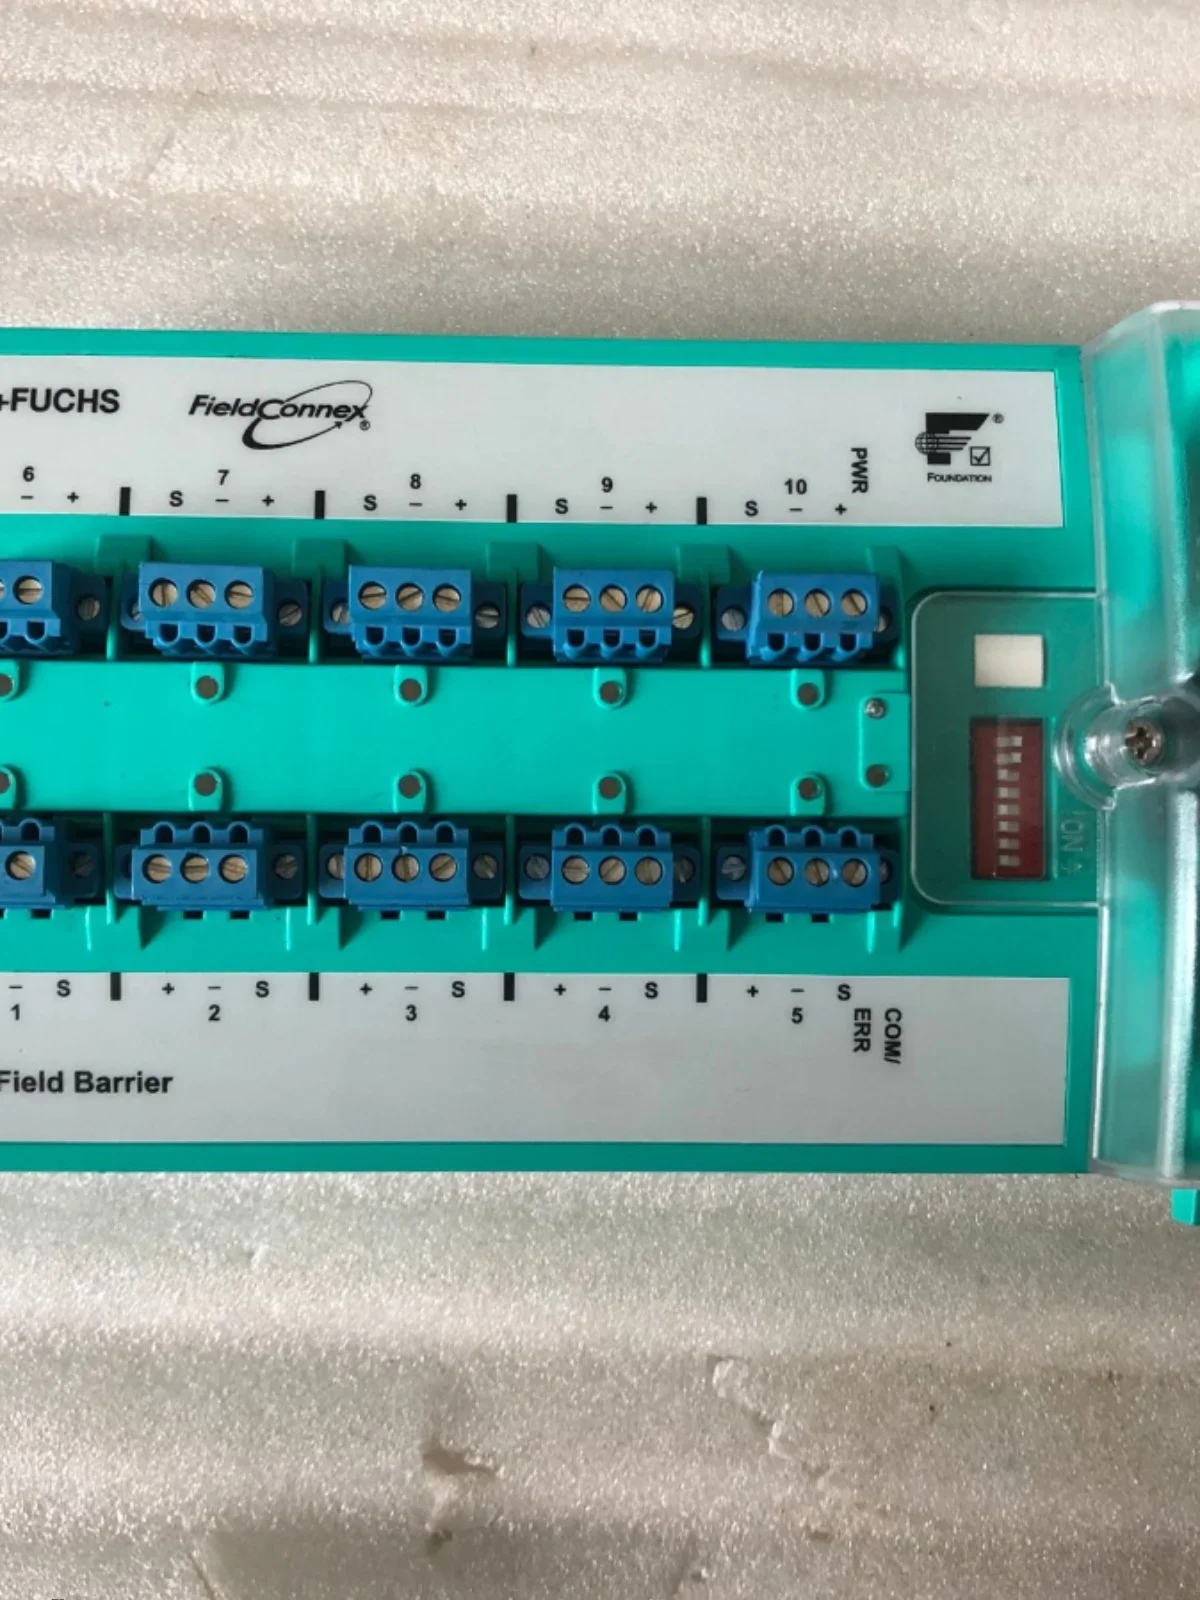 +FUCHS
FieldConnex®
®
FOUNDATION
PWR
6 7 8 9 10
– + S – + S – + S – + S – +
ON
– S + – S + – S + – S + – S
1 2 3 4 5
COM/
ERR
Field Barrier